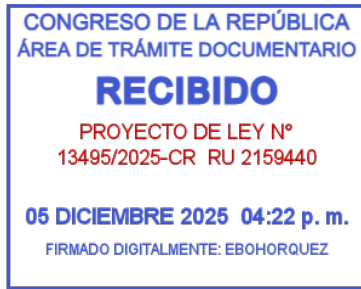 CONGRESO DE LA REPÚBLICA
ÁREA DE TRÁMITE DOCUMENTARIO
RECIBIDO
PROYECTO DE LEY Nº
13495/2025-CR RU 2159440
05 DICIEMBRE 2025 04:22 p. m.
FIRMADO DIGITALMENTE: EBOHORQUEZ